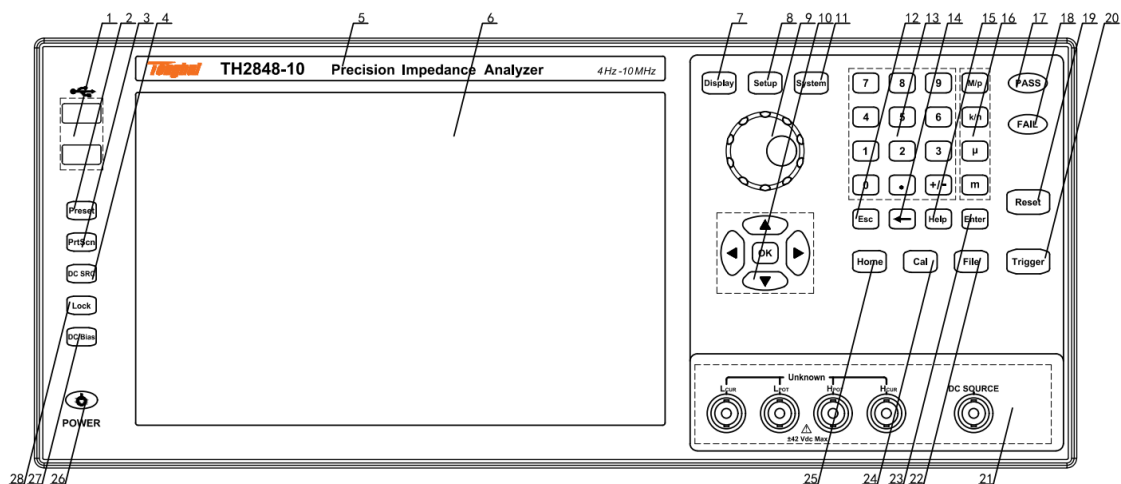 1 2 3 4 5 6 7 8 9 10 11 12 13 14 15 16 17 18 19 20
Tonghui TH2848-10 Precision Impedance Analyzer 4Hz-10MHz
Display Setup System
7 8 9 M/p
4 5 6 k/n
1 2 3 μ
0 . +/- m
Esc Help Enter
PASS
FAIL
Reset
OK
Home Cal File Trigger
Preset
PrtScn
DC SRC
Lock
DC Bias
POWER
Unknown
LCUR LPOT HPOT HCUR DC SOURCE
±42 Vdc Max
28 27 26 25 24 23 22 21